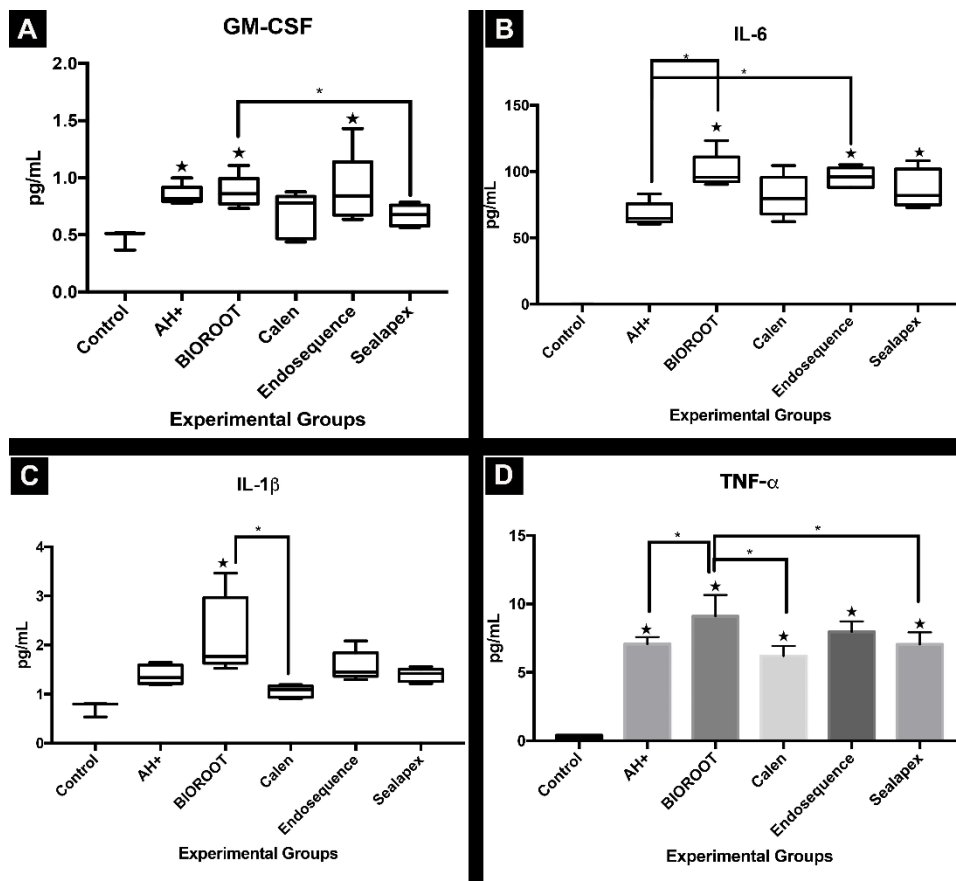 A
GM-CSF
pg/mL
2.0
1.5
1.0
0.5
0.0
*
★
★
★
Control
AH+
BIOROOT
Calen
Endosequence
Sealapex
Experimental Groups
B
IL-6
pg/mL
150
100
50
0
*
*
★
★
★
Control
AH+
BIOROOT
Calen
Endosequence
Sealapex
Experimental Groups
C
IL-1β
pg/mL
4
3
2
1
0
*
★
Control
AH+
BIOROOT
Calen
Endosequence
Sealapex
Experimental Groups
D
TNF-α
pg/mL
15
10
5
0
*
*
*
★
★
★
★
★
Control
AH+
BIOROOT
Calen
Endosequence
Sealapex
Experimental Groups